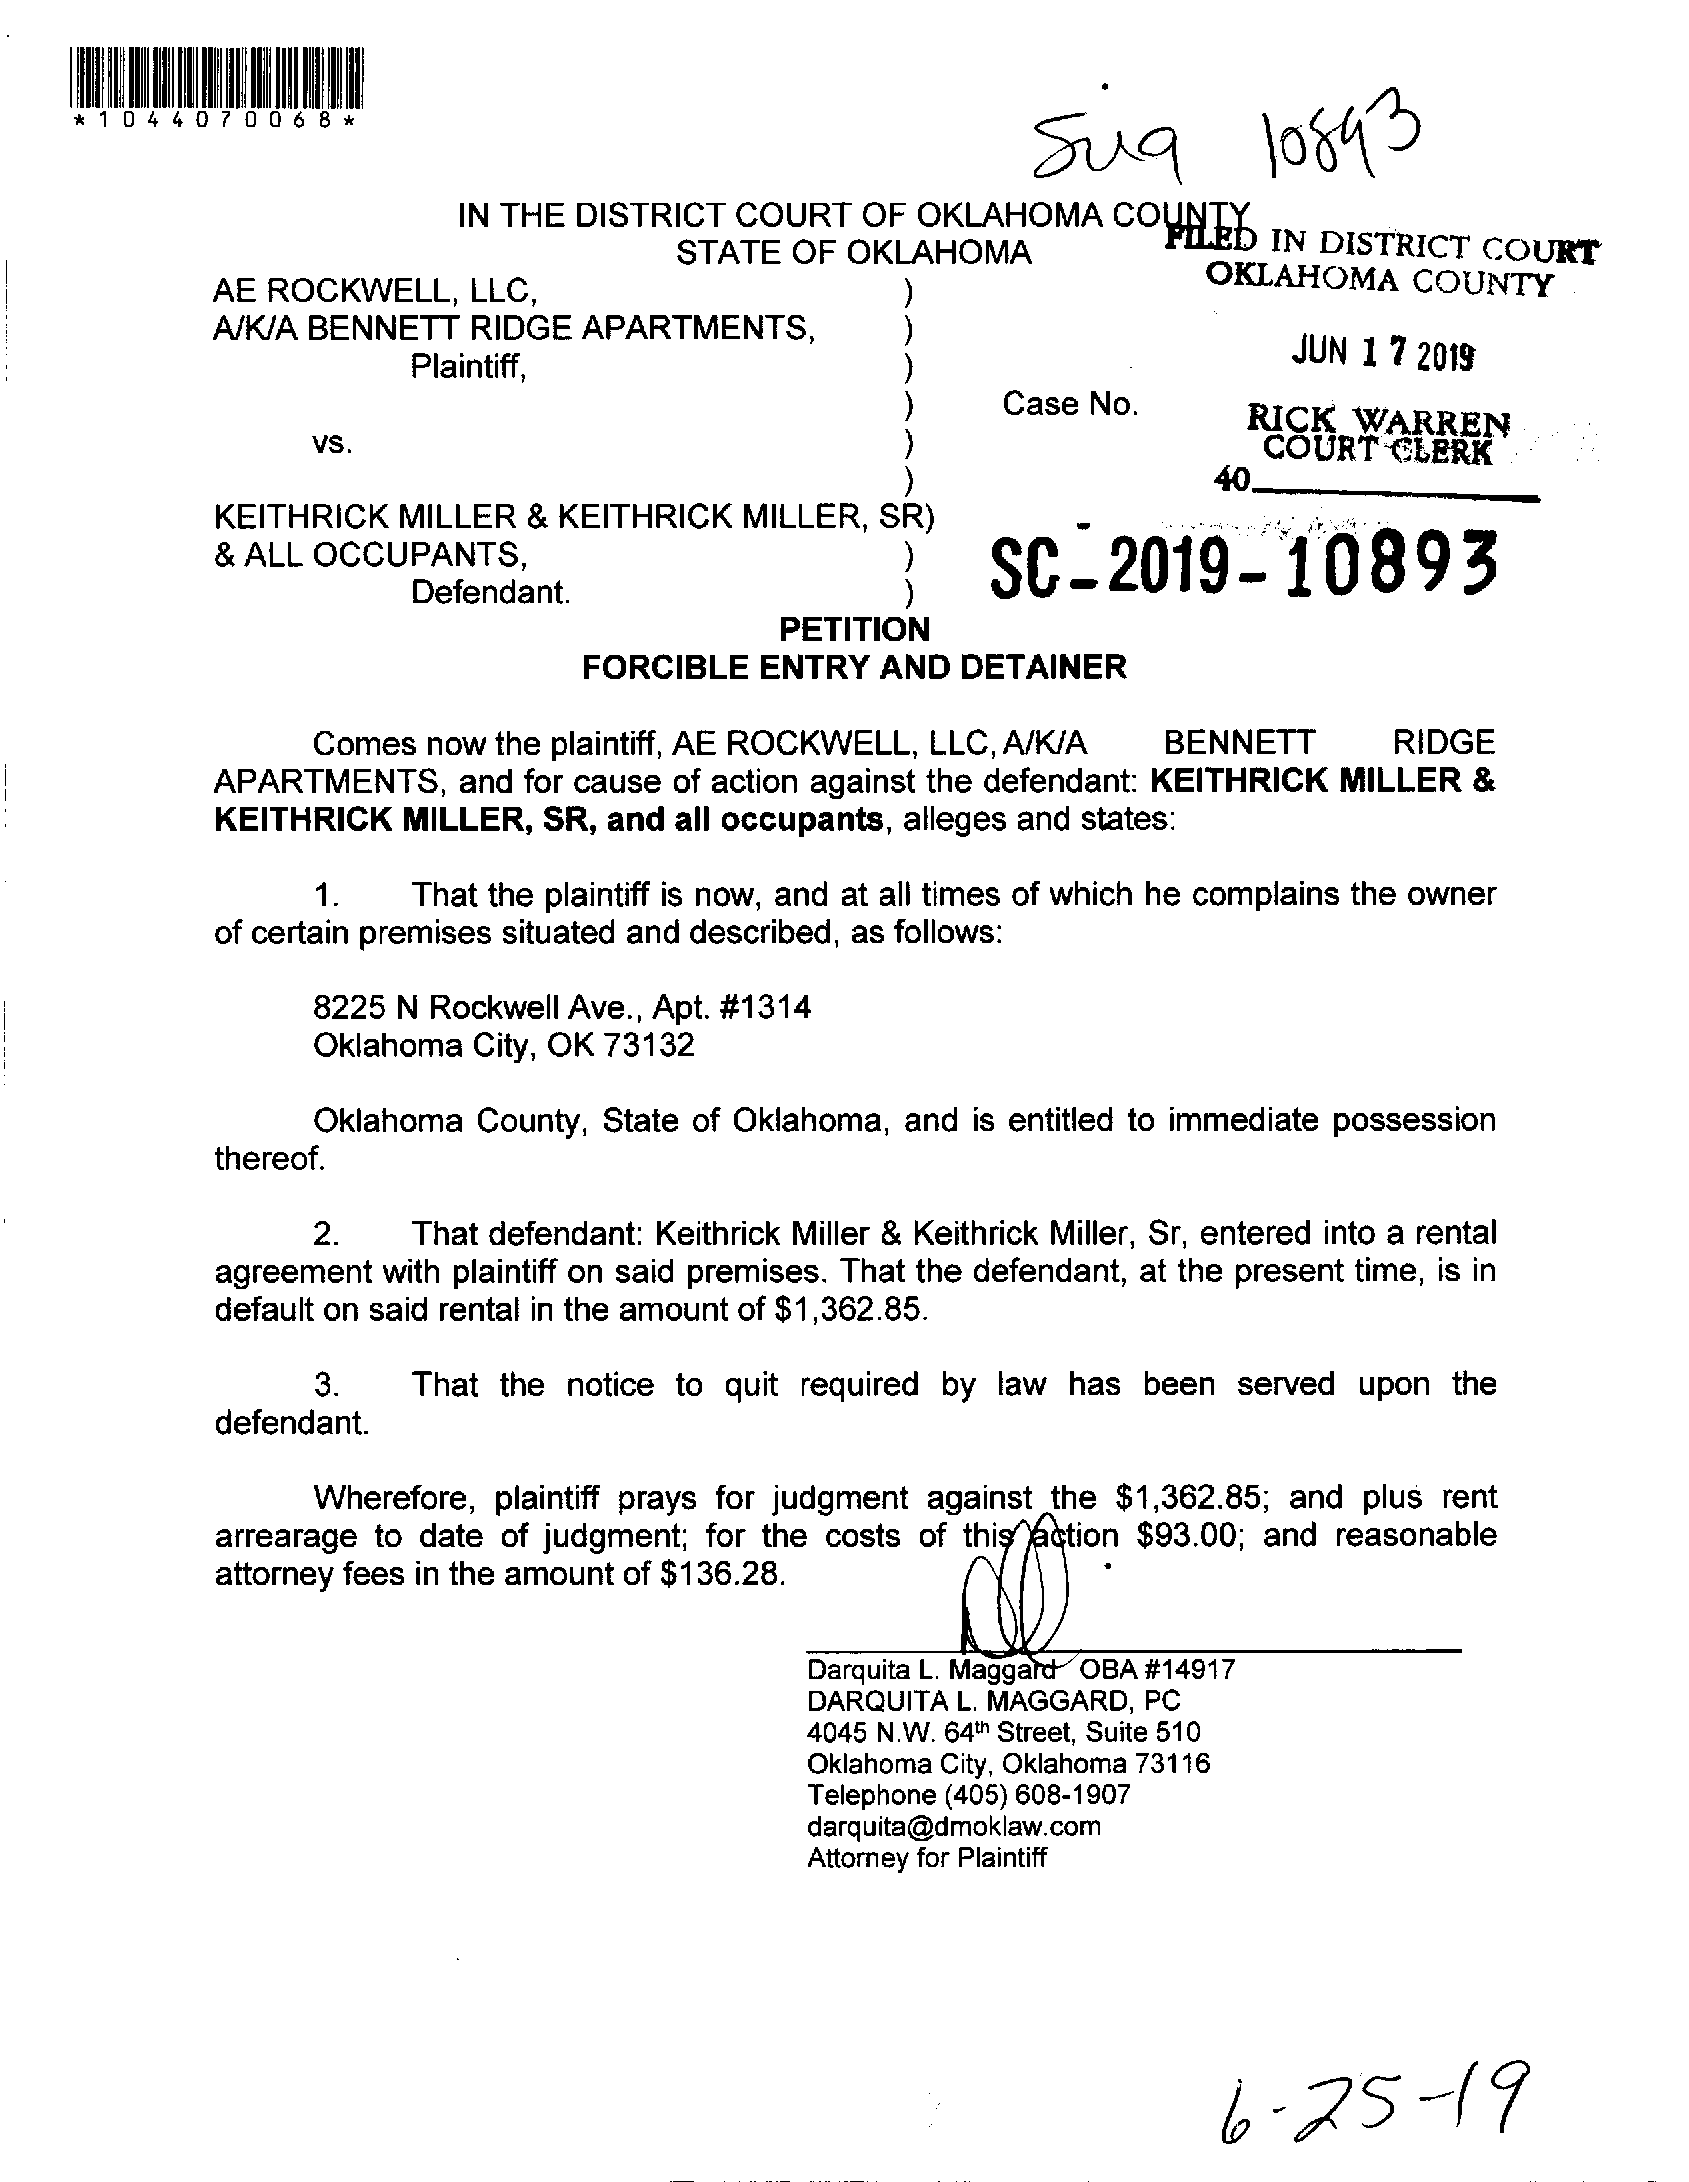 *1044070068*
10893
IN THE DISTRICT COURT OF OKLAHOMA COUNTY
STATE OF OKLAHOMA
FILED IN DISTRICT COURT
OKLAHOMA COUNTY
AE ROCKWELL, LLC, )
A/K/A BENNETT RIDGE APARTMENTS, )
Plaintiff, )
JUN 17 2019
) Case No.
RICK WARREN
COURT CLERK
vs. )
)
40
KEITHRICK MILLER & KEITHRICK MILLER, SR)
& ALL OCCUPANTS, )
Defendant. )
SC-2019-10893
PETITION
FORCIBLE ENTRY AND DETAINER
Comes now the plaintiff, AE ROCKWELL, LLC, A/K/A BENNETT RIDGE
APARTMENTS, and for cause of action against the defendant: KEITHRICK MILLER &
KEITHRICK MILLER, SR, and all occupants, alleges and states:
1. That the plaintiff is now, and at all times of which he complains the owner
of certain premises situated and described, as follows:
8225 N Rockwell Ave., Apt. #1314
Oklahoma City, OK 73132
Oklahoma County, State of Oklahoma, and is entitled to immediate possession
thereof.
2. That defendant: Keithrick Miller & Keithrick Miller, Sr, entered into a rental
agreement with plaintiff on said premises. That the defendant, at the present time, is in
default on said rental in the amount of $1,362.85.
3. That the notice to quit required by law has been served upon the
defendant.
Wherefore, plaintiff prays for judgment against the $1,362.85; and plus rent
arrearage to date of judgment; for the costs of this action $93.00; and reasonable
attorney fees in the amount of $136.28.
Darquita L. Maggard OBA #14917
DARQUITA L. MAGGARD, PC
4045 N.W. 64th Street, Suite 510
Oklahoma City, Oklahoma 73116
Telephone (405) 608-1907
darquita@dmoklaw.com
Attorney for Plaintiff
6-25-19